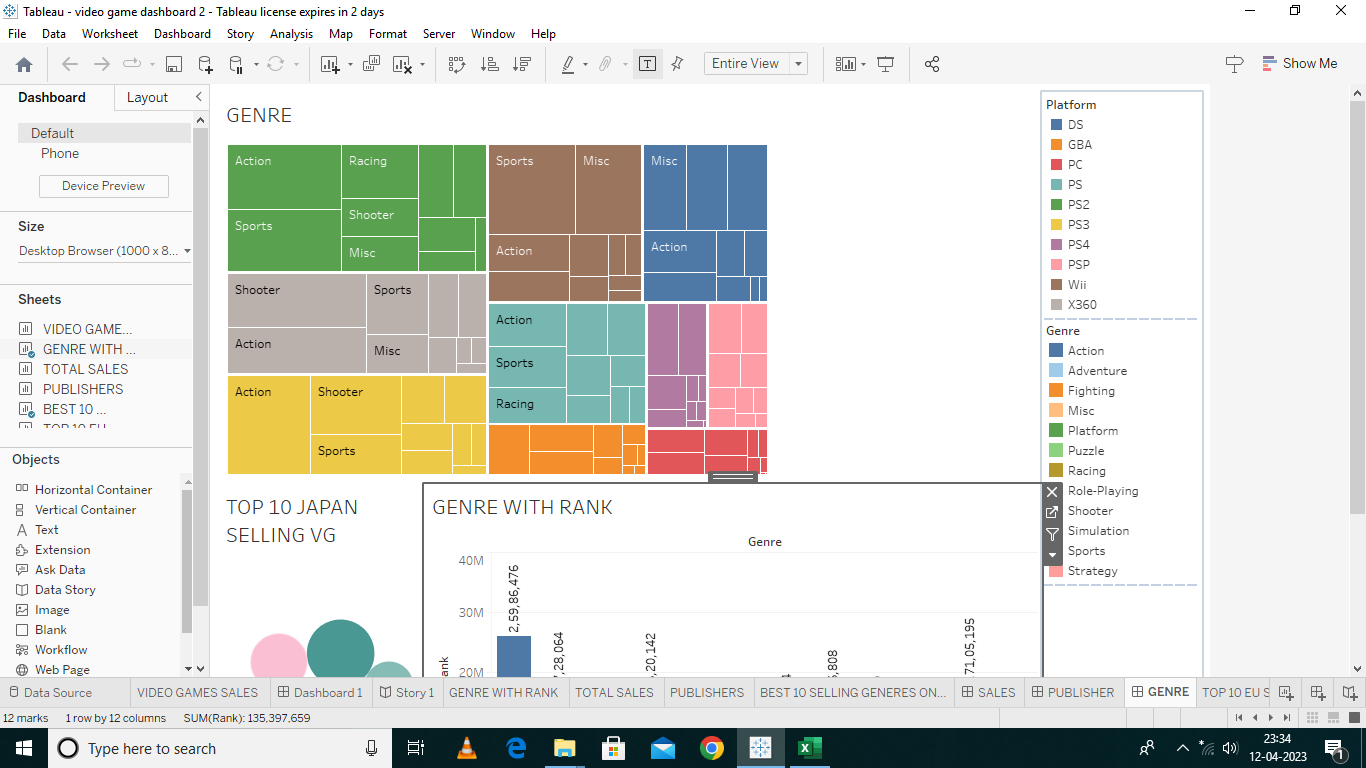 Tableau - video game dashboard 2 - Tableau license expires in 2 days
File Data Worksheet Dashboard Story Analysis Map Format Server Window Help
Entire View
Show Me
Dashboard Layout
Default
Phone
Device Preview
Size
Desktop Browser (1000 x 8...
Sheets
VIDEO GAME...
GENRE WITH ...
TOTAL SALES
PUBLISHERS
BEST 10 ...
TOP 10 EU
Objects
Horizontal Container
Vertical Container
Text
Extension
Ask Data
Data Story
Image
Blank
Workflow
Web Page
GENRE
Action Racing Sports Misc Misc
Shooter
Sports
Misc Action Action
Shooter Sports
Action Misc
Action
Sports
Racing
Action Shooter
Sports
Platform
DS
GBA
PC
PS
PS2
PS3
PS4
PSP
Wii
X360
Genre
Action
Adventure
Fighting
Misc
Platform
Puzzle
Racing
Role-Playing
Shooter
Simulation
Sports
Strategy
TOP 10 JAPAN
SELLING VG
GENRE WITH RANK
Genre
40M
30M
20M
2,59,86,476
28,064
20,142
808
71,05,195
Data Source VIDEO GAMES SALES Dashboard 1 Story 1 GENRE WITH RANK TOTAL SALES PUBLISHERS BEST 10 SELLING GENERES ON... SALES PUBLISHER GENRE TOP 10 EU S
12 marks 1 row by 12 columns SUM(Rank): 135,397,659
Type here to search
23:34
12-04-2023
1